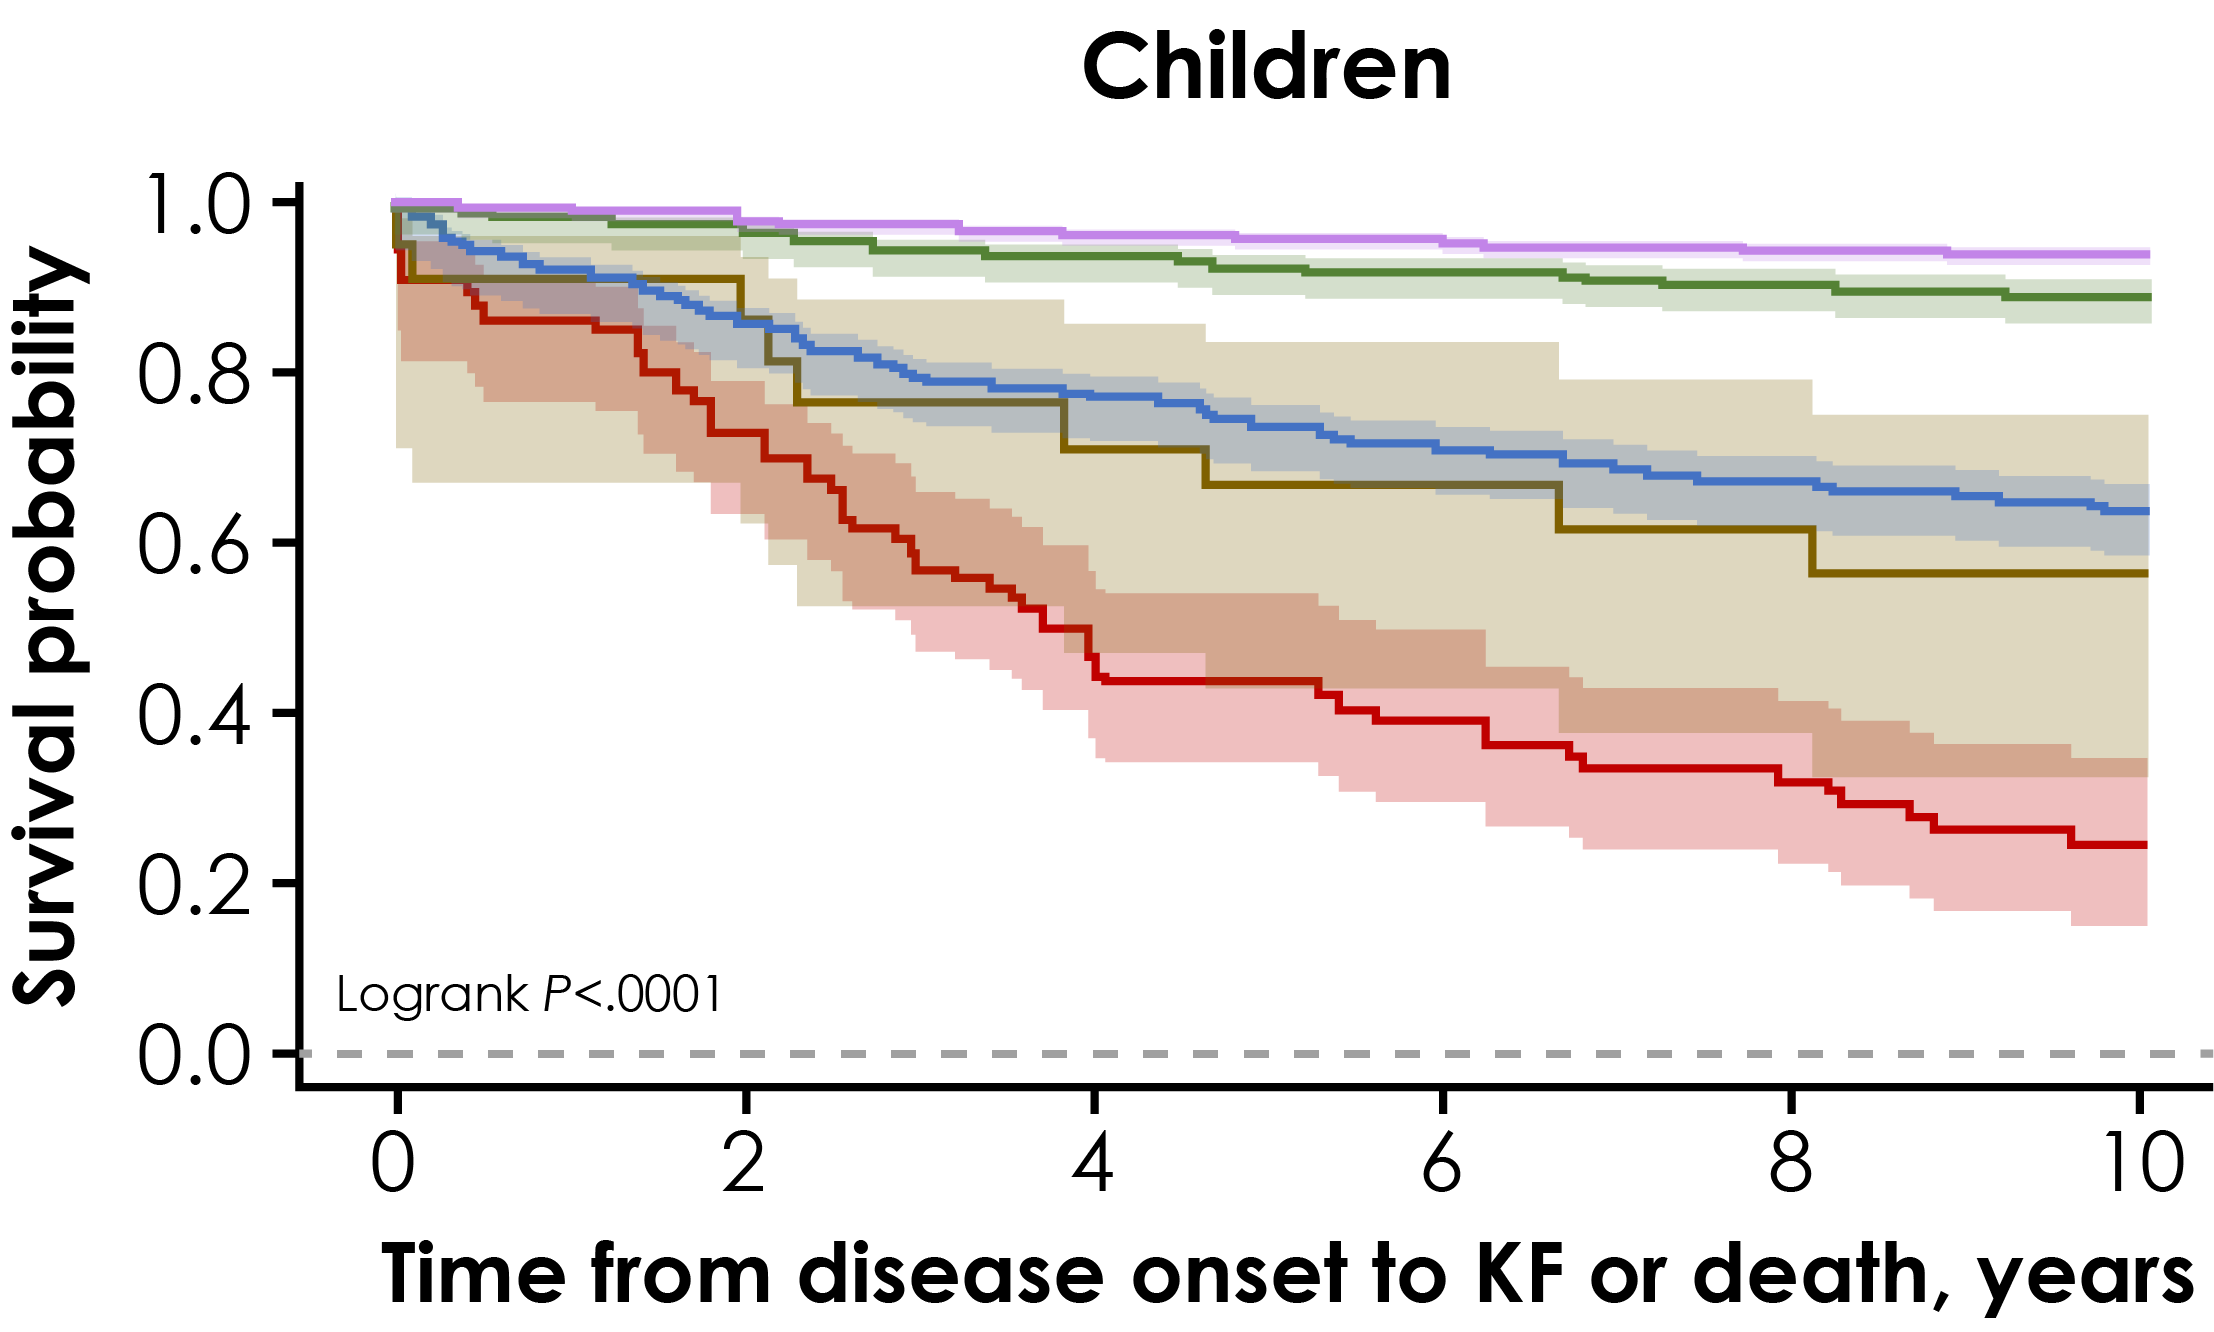 Children
Survival probability
1.0
0.8
0.6
0.4
0.2
0.0
Logrank P<.0001
0 2 4 6 8 10
Time from disease onset to KF or death, years